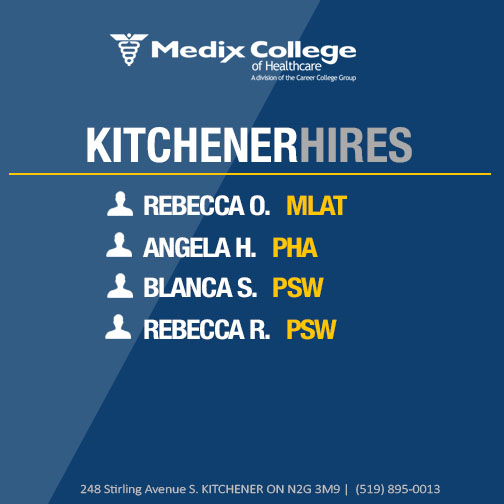 Medix College
of Healthcare
A division of the Career College Group
KITCHENERHIRES
REBECCA O. MLAT
ANGELA H. PHA
BLANCA S. PSW
REBECCA R. PSW
248 Stirling Avenue S. KITCHENER ON N2G 3M9 | (519) 895-0013